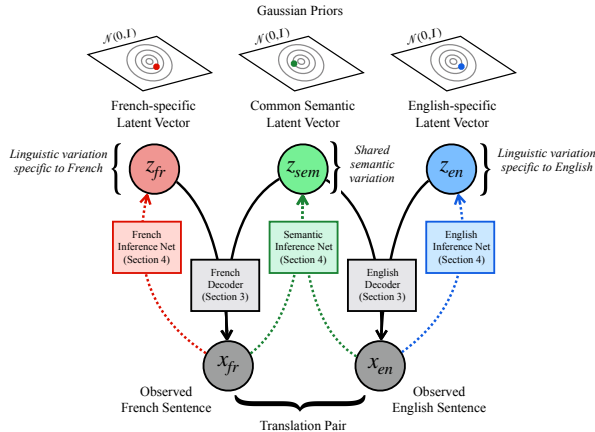 Gaussian Priors
N(0,I)
N(0,I)
N(0,I)
French-specific
Latent Vector
Common Semantic
Latent Vector
English-specific
Latent Vector
Linguistic variation
specific to French
z_fr
z_sem
Shared
semantic
variation
z_en
Linguistic variation
specific to English
French
Inference Net
(Section 4)
French
Decoder
(Section 3)
Semantic
Inference Net
(Section 4)
English
Decoder
(Section 3)
English
Inference Net
(Section 4)
x_fr
x_en
Observed
French Sentence
Observed
English Sentence
Translation Pair